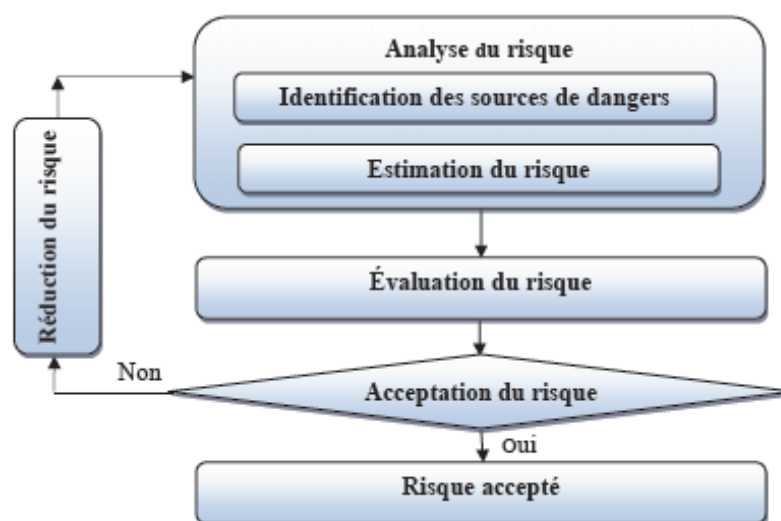 Analyse du risque
Identification des sources de dangers
Estimation du risque
Réduction du risque
Évaluation du risque
Non
Acceptation du risque
Oui
Risque accepté